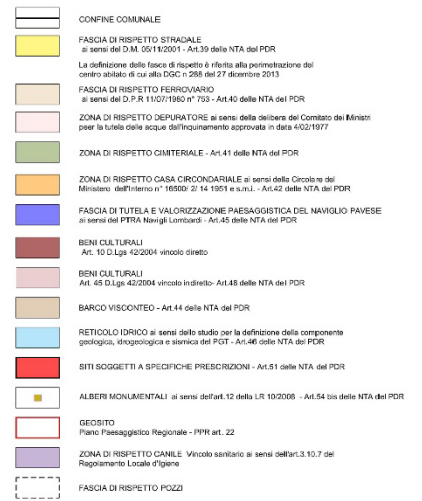 CONFINE COMUNALE
FASCIA DI RISPETTO STRADALE
ai sensi del D.M. 05/11/2001 - Art.39 delle NTA del PDR
La definizione delle fasce di rispetto è riferita alla perimetrazione del
centro abitato di cui alla DGC n 268 del 27 dicembre 2013
FASCIA DI RISPETTO FERROVIARIO
ai sensi del D.P.R 11/07/1980 n° 753 - Art.40 delle NTA del PDR
ZONA DI RISPETTO DEPURATORE ai sensi della delibera del Comitato dei Ministri
peer la tutela delle acque dall'inquinamento approvata in data 4/02/1977
ZONA DI RISPETTO CIMITERIALE - Art.41 delle NTA del PDR
ZONA DI RISPETTO CASA CIRCONDARIALE ai sensi della Circolare del
Ministero dell'Interno n° 16500/ 2/ 14 1951 e s.m.i. - Art.42 delle NTA del PDR
FASCIA DI TUTELA E VALORIZZAZIONE PAESAGGISTICA DEL NAVIGLIO PAVESE
ai sensi del PTRA Navigli Lombardi - Art.45 delle NTA del PDR
BENI CULTURALI
Art. 10 D.Lgs 42/2004 vincolo diretto
BENI CULTURALI
Art. 45 D.Lgs 42/2004 vincolo indiretto- Art.48 delle NTA del PDR
BARCO VISCONTEO - Art.44 delle NTA del PDR
RETICOLO IDRICO ai sensi dello studio per la definizione della componente
geologica, idrogeologica e sismica del PGT - Art.46 delle NTA del PDR
SITI SOGGETTI A SPECIFICHE PRESCRIZIONI - Art.51 delle NTA del PDR
ALBERI MONUMENTALI ai sensi dell'art.12 della LR 10/2008 - Art.54 bis delle NTA del PDR
GEOSITO
Piano Paesaggistico Regionale - PPR art. 22
ZONA DI RISPETTO CANILE Vincolo sanitario ai sensi dell'art.3.10.7 del
Regolamento Locale d'Igiene
FASCIA DI RISPETTO POZZI